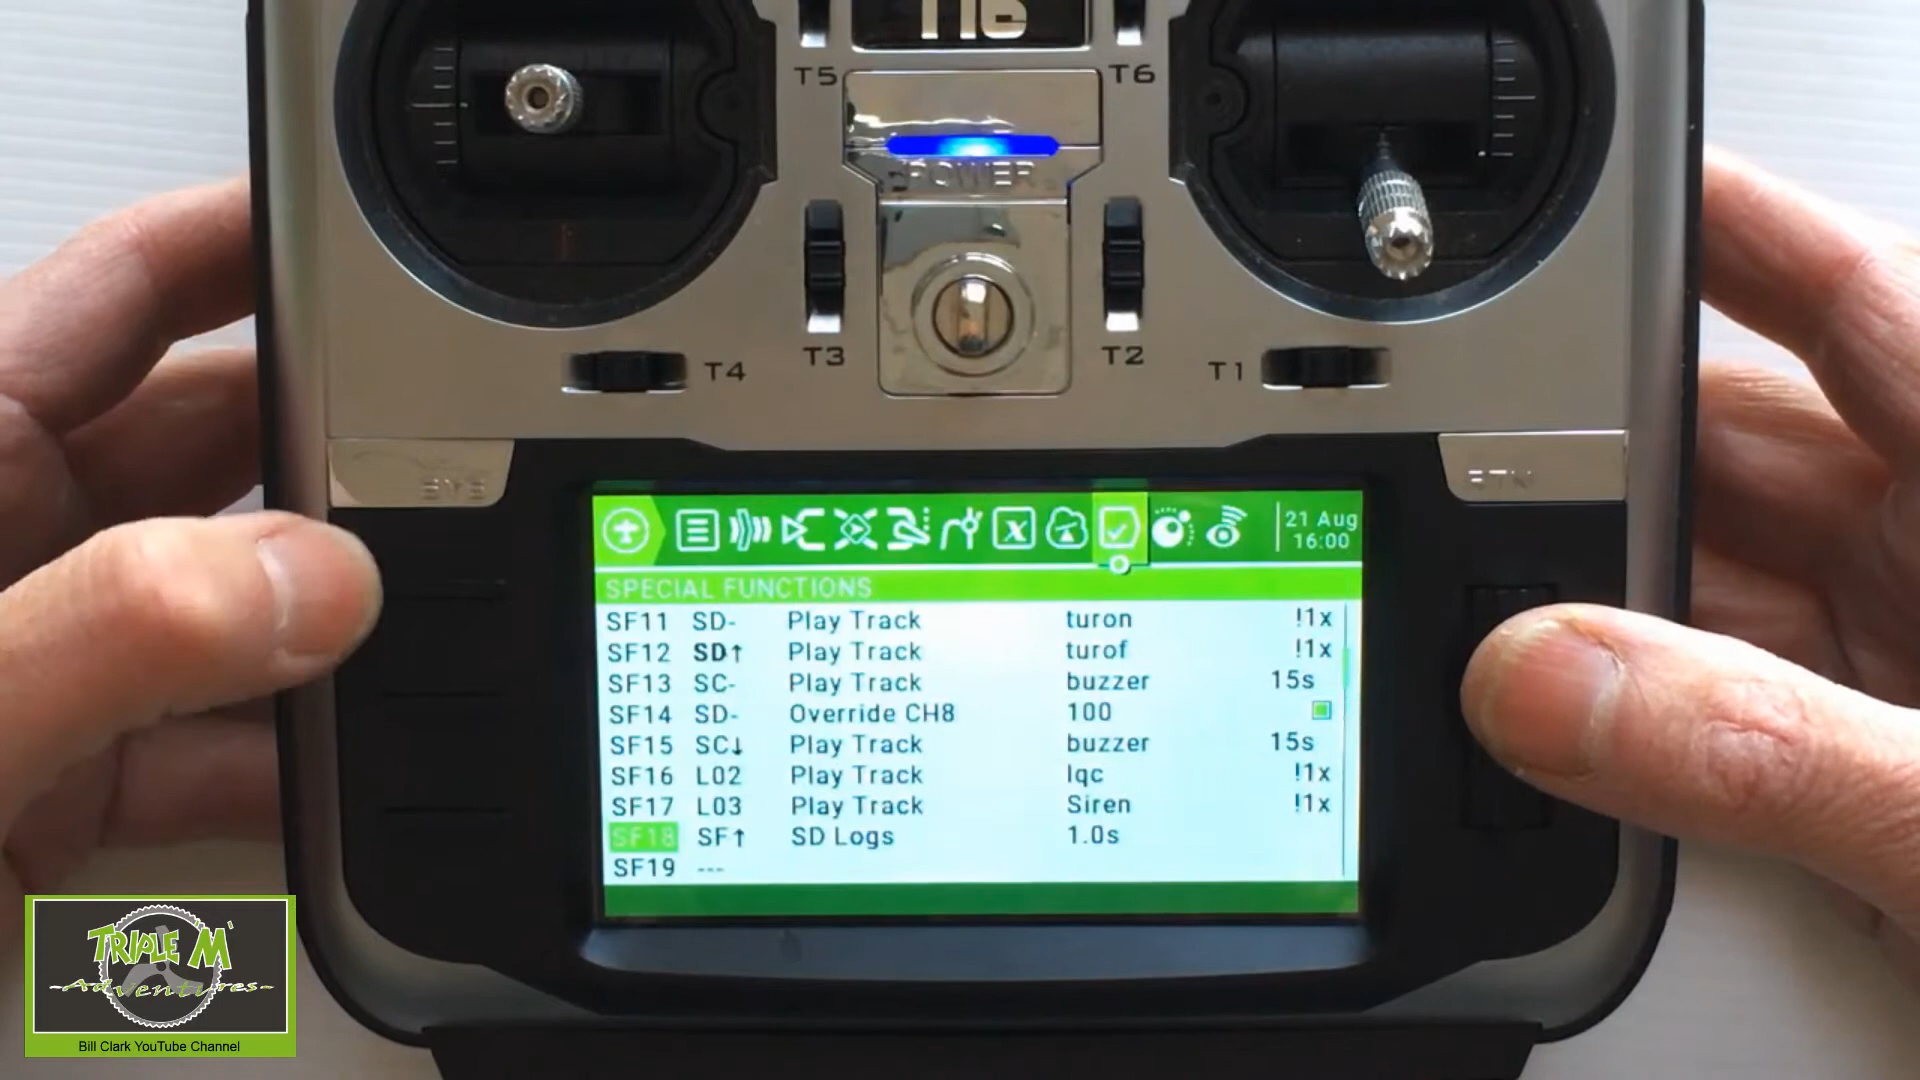 T16
T5
T6
POWER
T3
T2
T4
T1
SYS
RTN
21 Aug
16:00
SPECIAL FUNCTIONS
SF11 SD- Play Track turon !1x
SF12 SD↑ Play Track turof !1x
SF13 SC- Play Track buzzer 15s
SF14 SD- Override CH8 100
SF15 SC↓ Play Track buzzer 15s
SF16 L02 Play Track lqc !1x
SF17 L03 Play Track Siren !1x
SF18 SF↑ SD Logs 1.0s
SF19 ---
TRIPLE M
-Adventures-
Bill Clark YouTube Channel